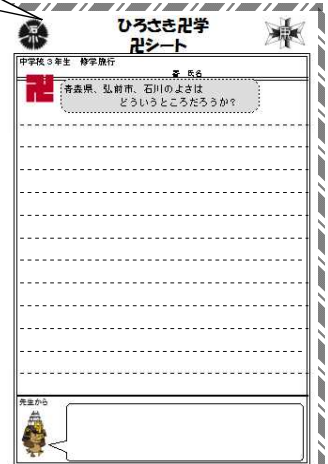 ひろさき卍学
卍シート
中学校3年生 修学旅行
番 氏名
卍 青森県、弘前市、石川のよさは
どういうところだろうか?
先生から